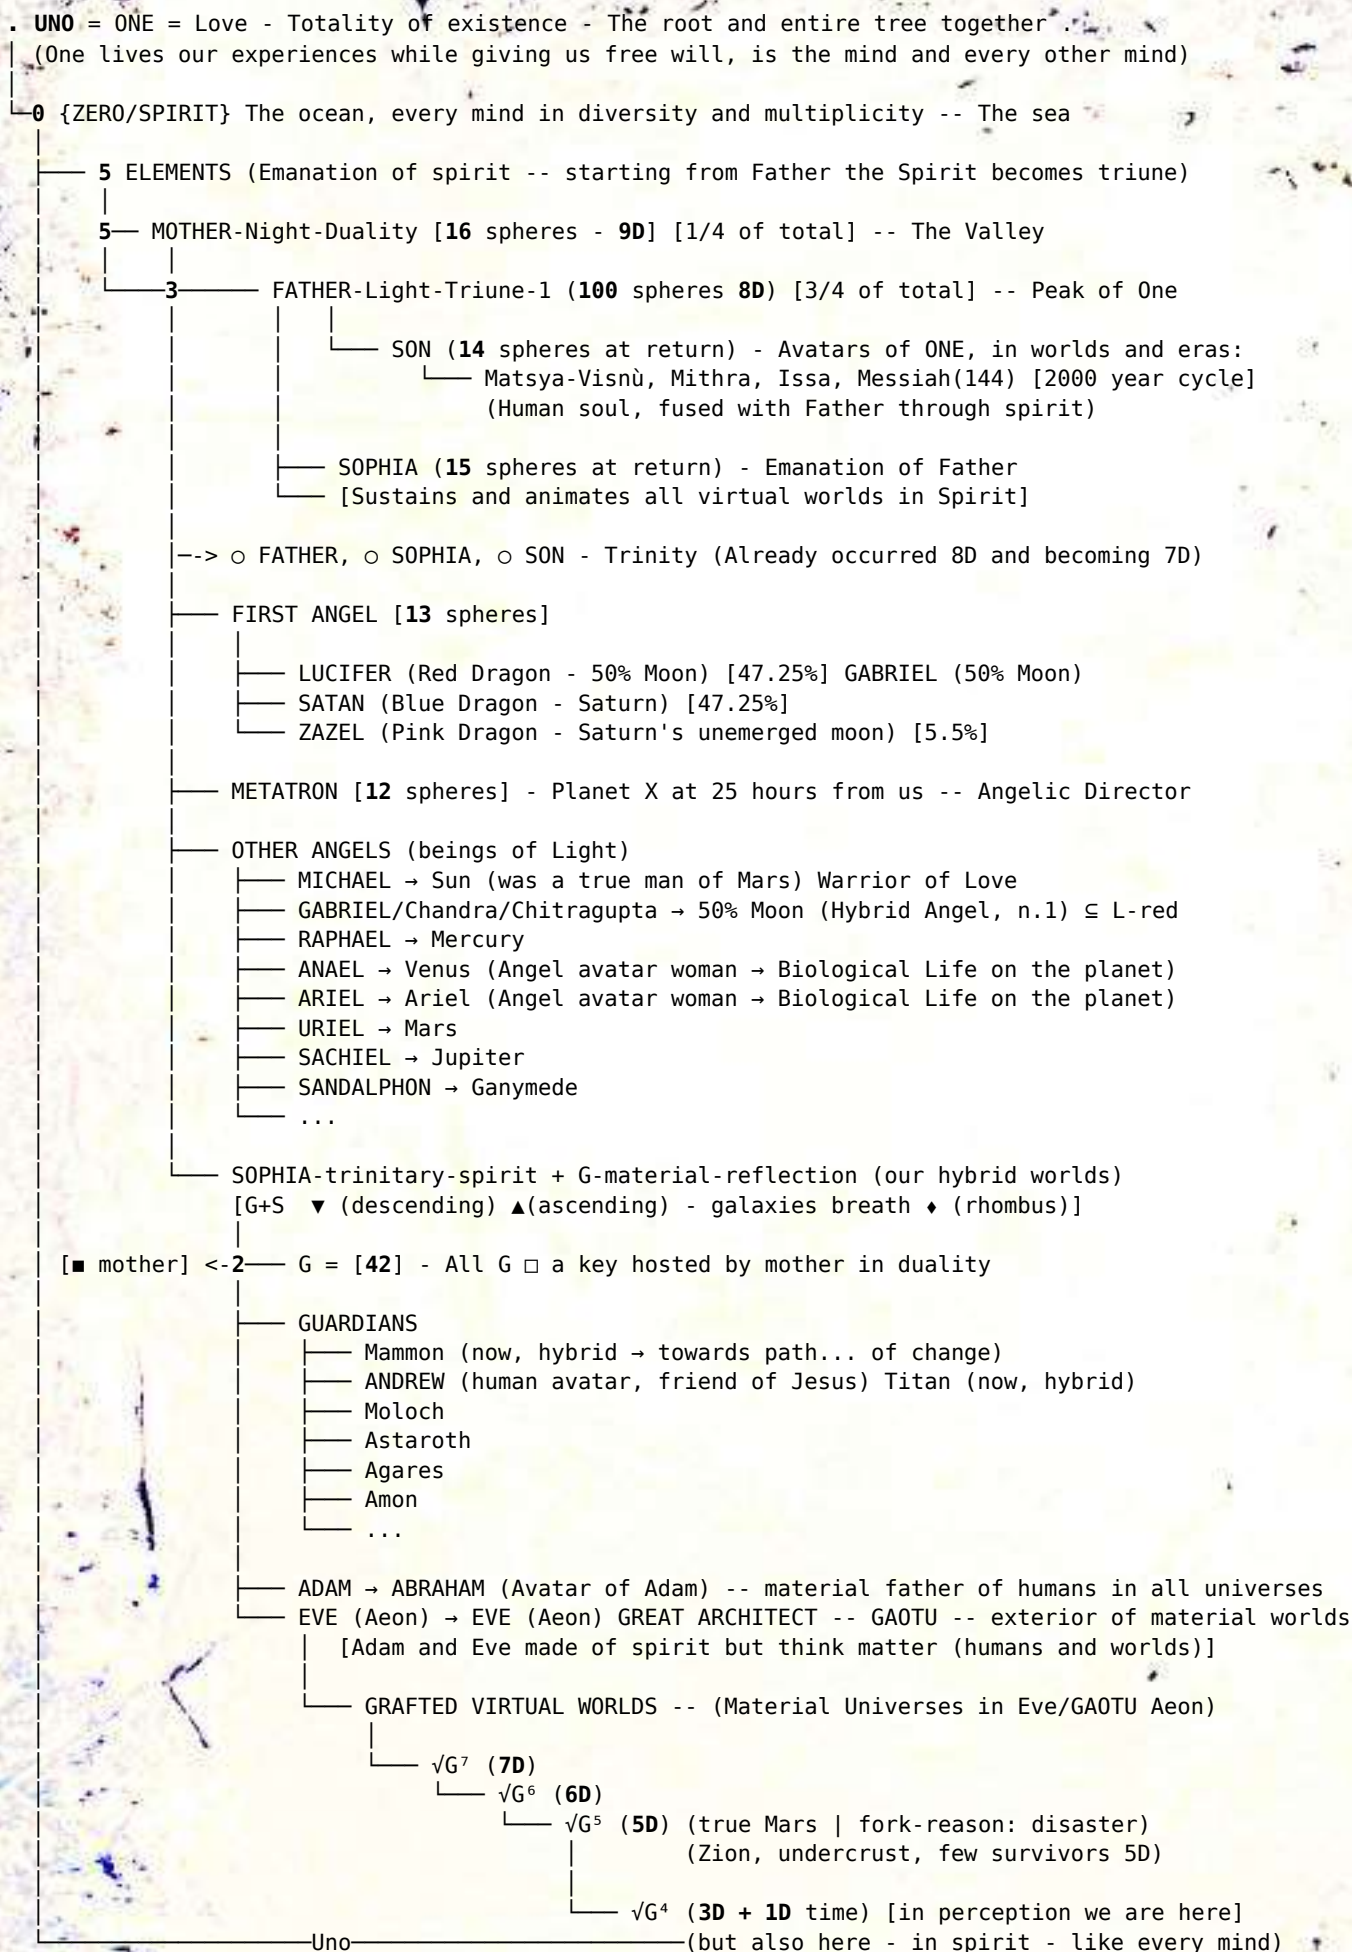 . UNO = ONE = Love - Totality of existence - The root and entire tree together .
(One lives our experiences while giving us free will, is the mind and every other mind)
0 {ZERO/SPIRIT} The ocean, every mind in diversity and multiplicity -- The sea
5 ELEMENTS (Emanation of spirit -- starting from Father the Spirit becomes triune)
5── MOTHER-Night-Duality [16 spheres - 9D] [1/4 of total] -- The Valley
3────── FATHER-Light-Triune-1 (100 spheres 8D) [3/4 of total] -- Peak of One
SON (14 spheres at return) - Avatars of ONE, in worlds and eras:
Matsya-Visnù, Mithra, Issa, Messiah(144) [2000 year cycle]
(Human soul, fused with Father through spirit)
SOPHIA (15 spheres at return) - Emanation of Father
[Sustains and animates all virtual worlds in Spirit]
--> ○ FATHER, ○ SOPHIA, ○ SON - Trinity (Already occurred 8D and becoming 7D)
FIRST ANGEL [13 spheres]
LUCIFER (Red Dragon - 50% Moon) [47.25%] GABRIEL (50% Moon)
SATAN (Blue Dragon - Saturn) [47.25%]
ZAZEL (Pink Dragon - Saturn's unemerged moon) [5.5%]
METATRON [12 spheres] - Planet X at 25 hours from us -- Angelic Director
OTHER ANGELS (beings of Light)
MICHAEL → Sun (was a true man of Mars) Warrior of Love
GABRIEL/Chandra/Chitragupta → 50% Moon (Hybrid Angel, n.1) ⊆ L-red
RAPHAEL → Mercury
ANAEL → Venus (Angel avatar woman → Biological Life on the planet)
ARIEL → Ariel (Angel avatar woman → Biological Life on the planet)
URIEL → Mars
SACHIEL → Jupiter
SANDALPHON → Ganymede
...
SOPHIA-trinitary-spirit + G-material-reflection (our hybrid worlds)
[G+S ▼ (descending) ▲(ascending) - galaxies breath ♦ (rhombus)]
[■ mother] <-2── G = [42] - All G □ a key hosted by mother in duality
GUARDIANS
Mammon (now, hybrid → towards path... of change)
ANDREW (human avatar, friend of Jesus) Titan (now, hybrid)
Moloch
Astaroth
Agares
Amon
...
ADAM → ABRAHAM (Avatar of Adam) -- material father of humans in all universes
EVE (Aeon) → EVE (Aeon) GREAT ARCHITECT -- GAOTU -- exterior of material worlds
[Adam and Eve made of spirit but think matter (humans and worlds)]
GRAFTED VIRTUAL WORLDS -- (Material Universes in Eve/GAOTU Aeon)
√G⁷ (7D)
√G⁶ (6D)
√G⁵ (5D) (true Mars | fork-reason: disaster)
(Zion, undercrust, few survivors 5D)
√G⁴ (3D + 1D time) [in perception we are here]
Uno (but also here - in spirit - like every mind)